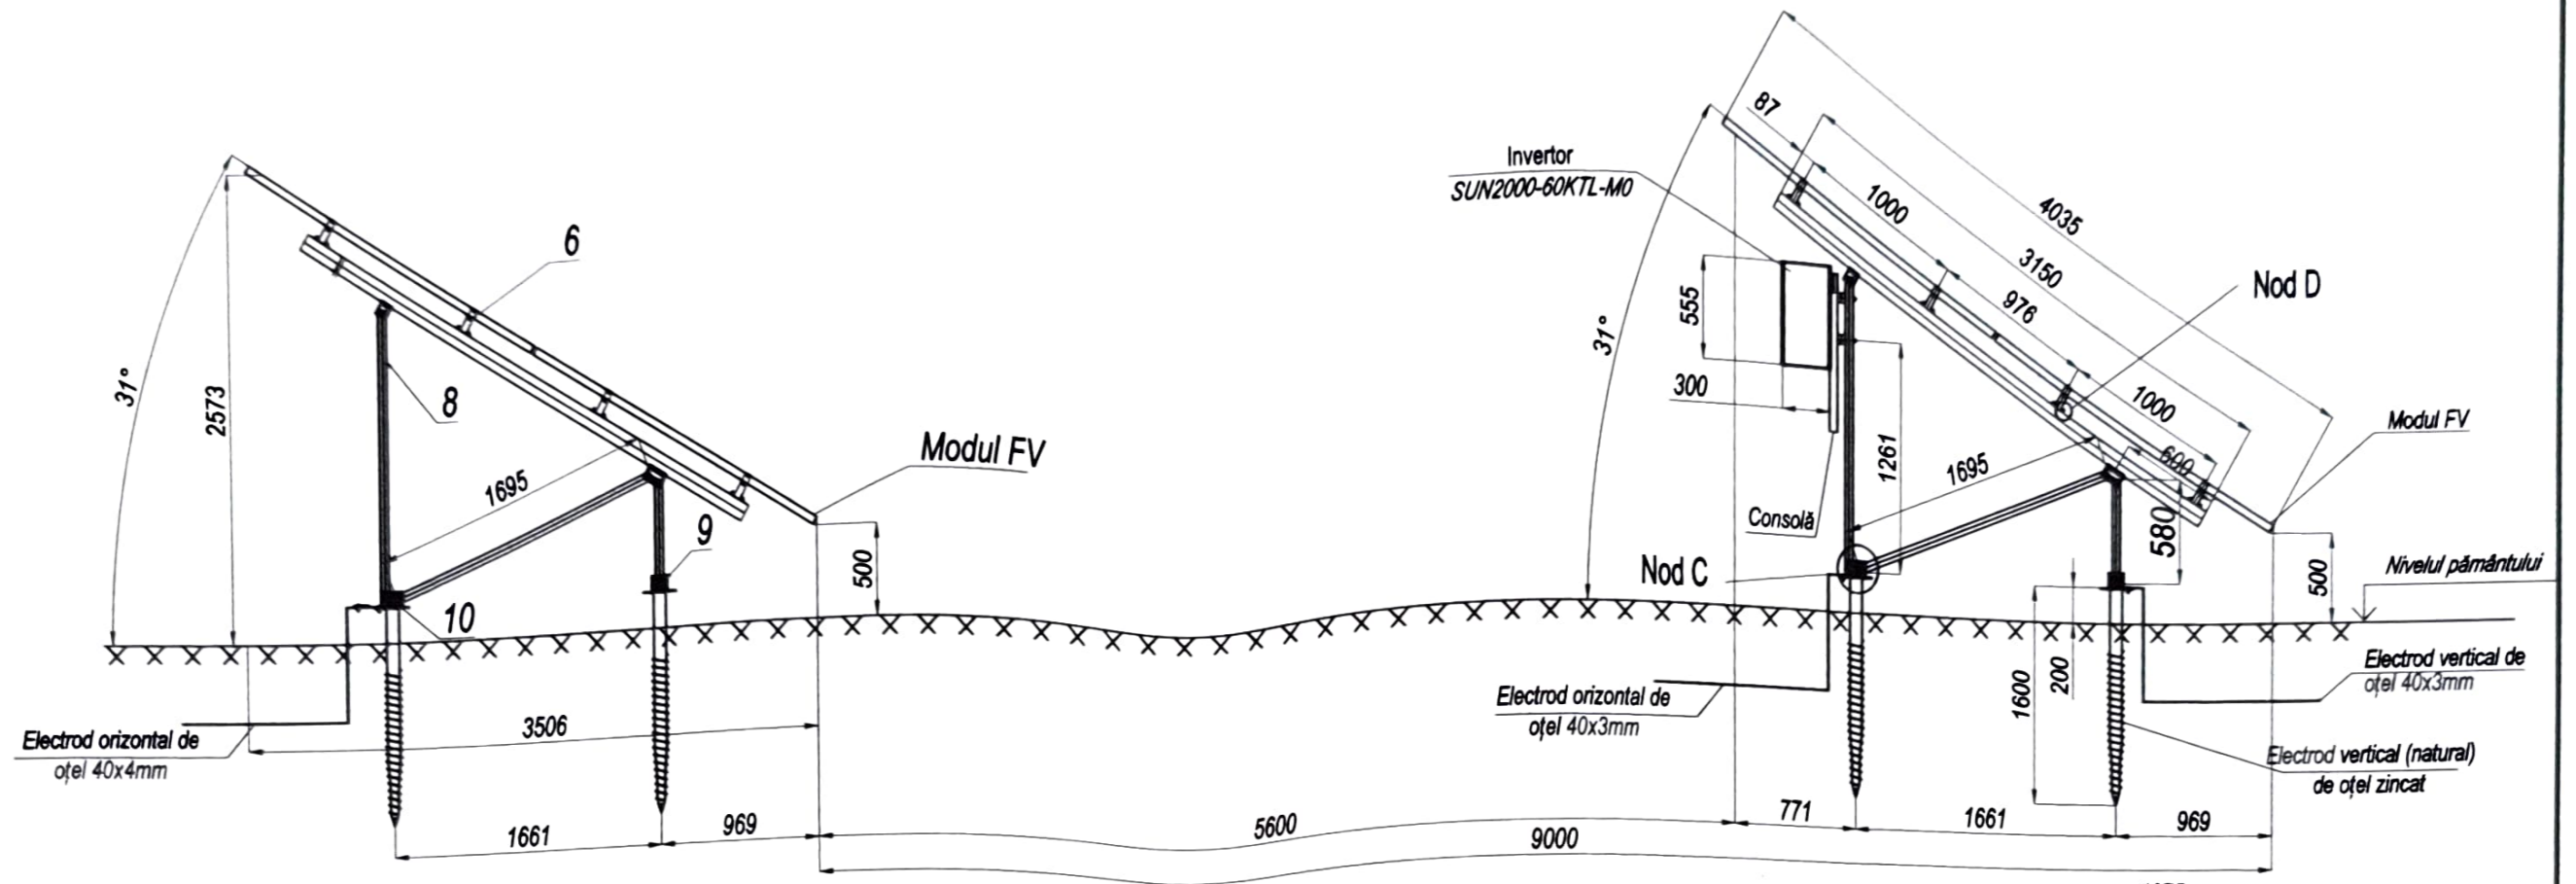 31°
2573
6
8
1695
Modul FV
9
10
500
Electrod orizontal de
oțel 40x4mm
3506
1661
969
5600
9000
Invertor
SUN2000-60KTL-M0
87
1000
4035
3150
976
Nod D
31°
555
300
1261
1695
1000
600
Modul FV
Consolă
580
Nod C
500
Nivelul pământului
Electrod orizontal de
oțel 40x3mm
1600
200
Electrod vertical de
oțel 40x3mm
Electrod vertical (natural)
de oțel zincat
771
1661
969